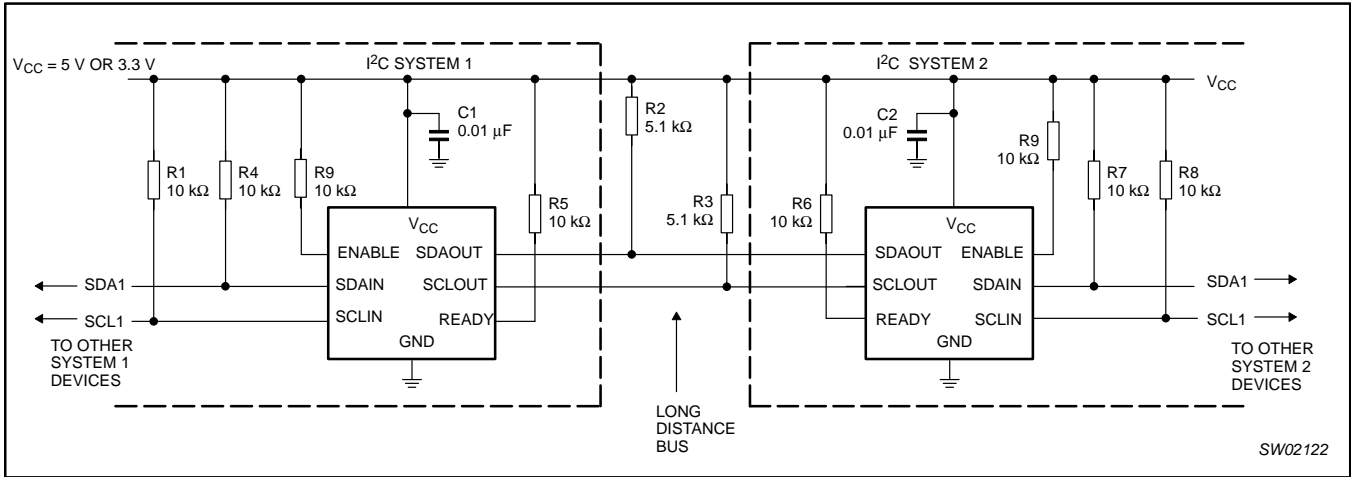 V_CC = 5 V OR 3.3 V
I²C SYSTEM 1
I²C SYSTEM 2
V_CC
C1
0.01 µF
R2
5.1 kΩ
C2
0.01 µF
R9
10 kΩ
R1
10 kΩ
R4
10 kΩ
R9
10 kΩ
R5
10 kΩ
R3
5.1 kΩ
R6
10 kΩ
R7
10 kΩ
R8
10 kΩ
V_CC
ENABLE
SDAOUT
SDAIN
SCLOUT
SCLIN
READY
GND
V_CC
SDAOUT
ENABLE
SCLOUT
SDAIN
READY
SCLIN
GND
SDA1
SCL1
TO OTHER
SYSTEM 1
DEVICES
SDA1
SCL1
TO OTHER
SYSTEM 2
DEVICES
LONG
DISTANCE
BUS
SW02122